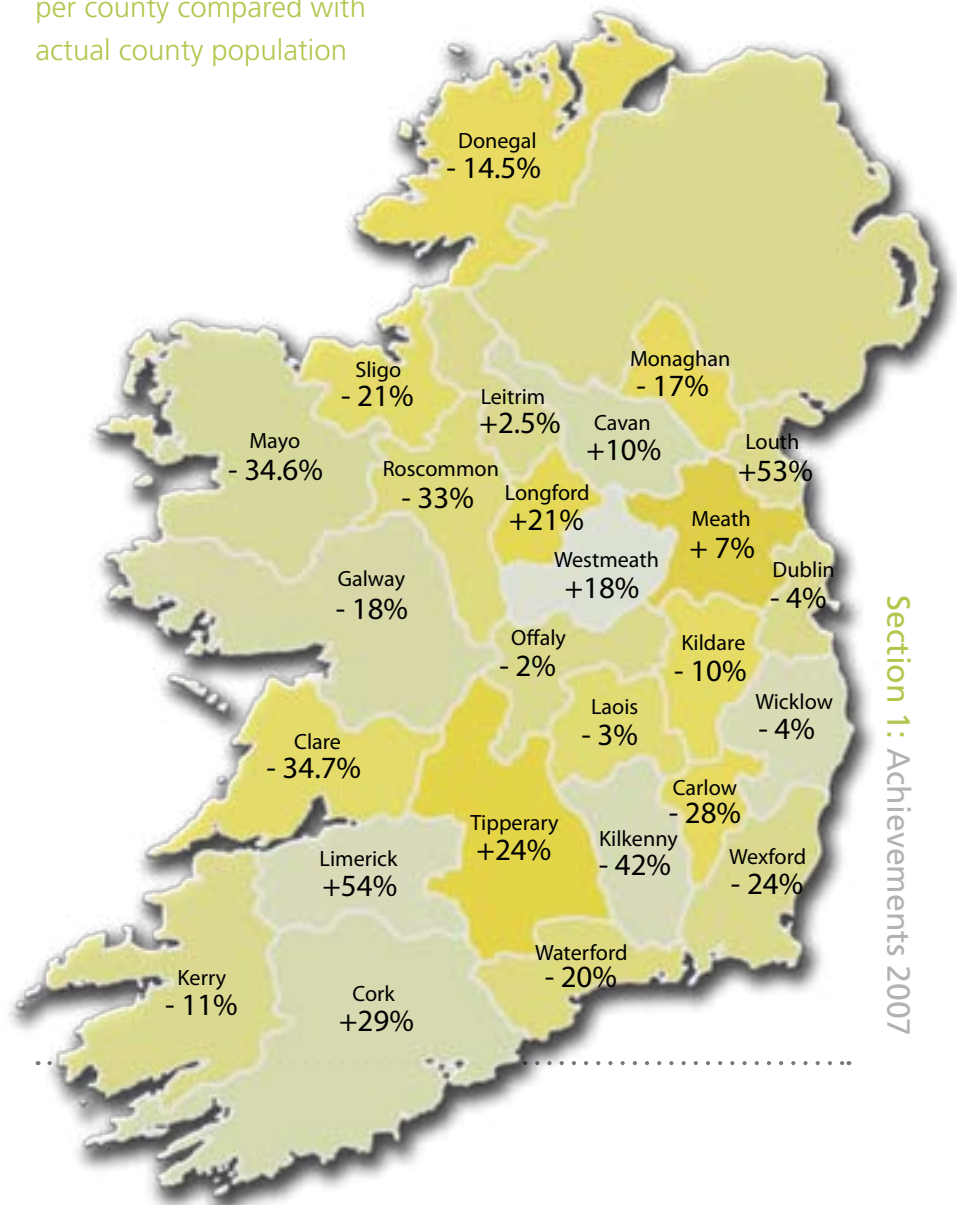 per county compared with
actual county population
Donegal
- 14.5%
Monaghan
- 17%
Sligo
- 21%
Leitrim
+2.5%
Cavan
+10%
Louth
+53%
Mayo
- 34.6%
Roscommon
- 33%
Longford
+21%
Meath
+ 7%
Westmeath
+18%
Dublin
- 4%
Galway
- 18%
Offaly
- 2%
Kildare
- 10%
Wicklow
- 4%
Laois
- 3%
Clare
- 34.7%
Carlow
- 28%
Tipperary
+24%
Kilkenny
- 42%
Limerick
+54%
Wexford
- 24%
Waterford
- 20%
Kerry
- 11%
Cork
+29%
Section 1: Achievements 2007